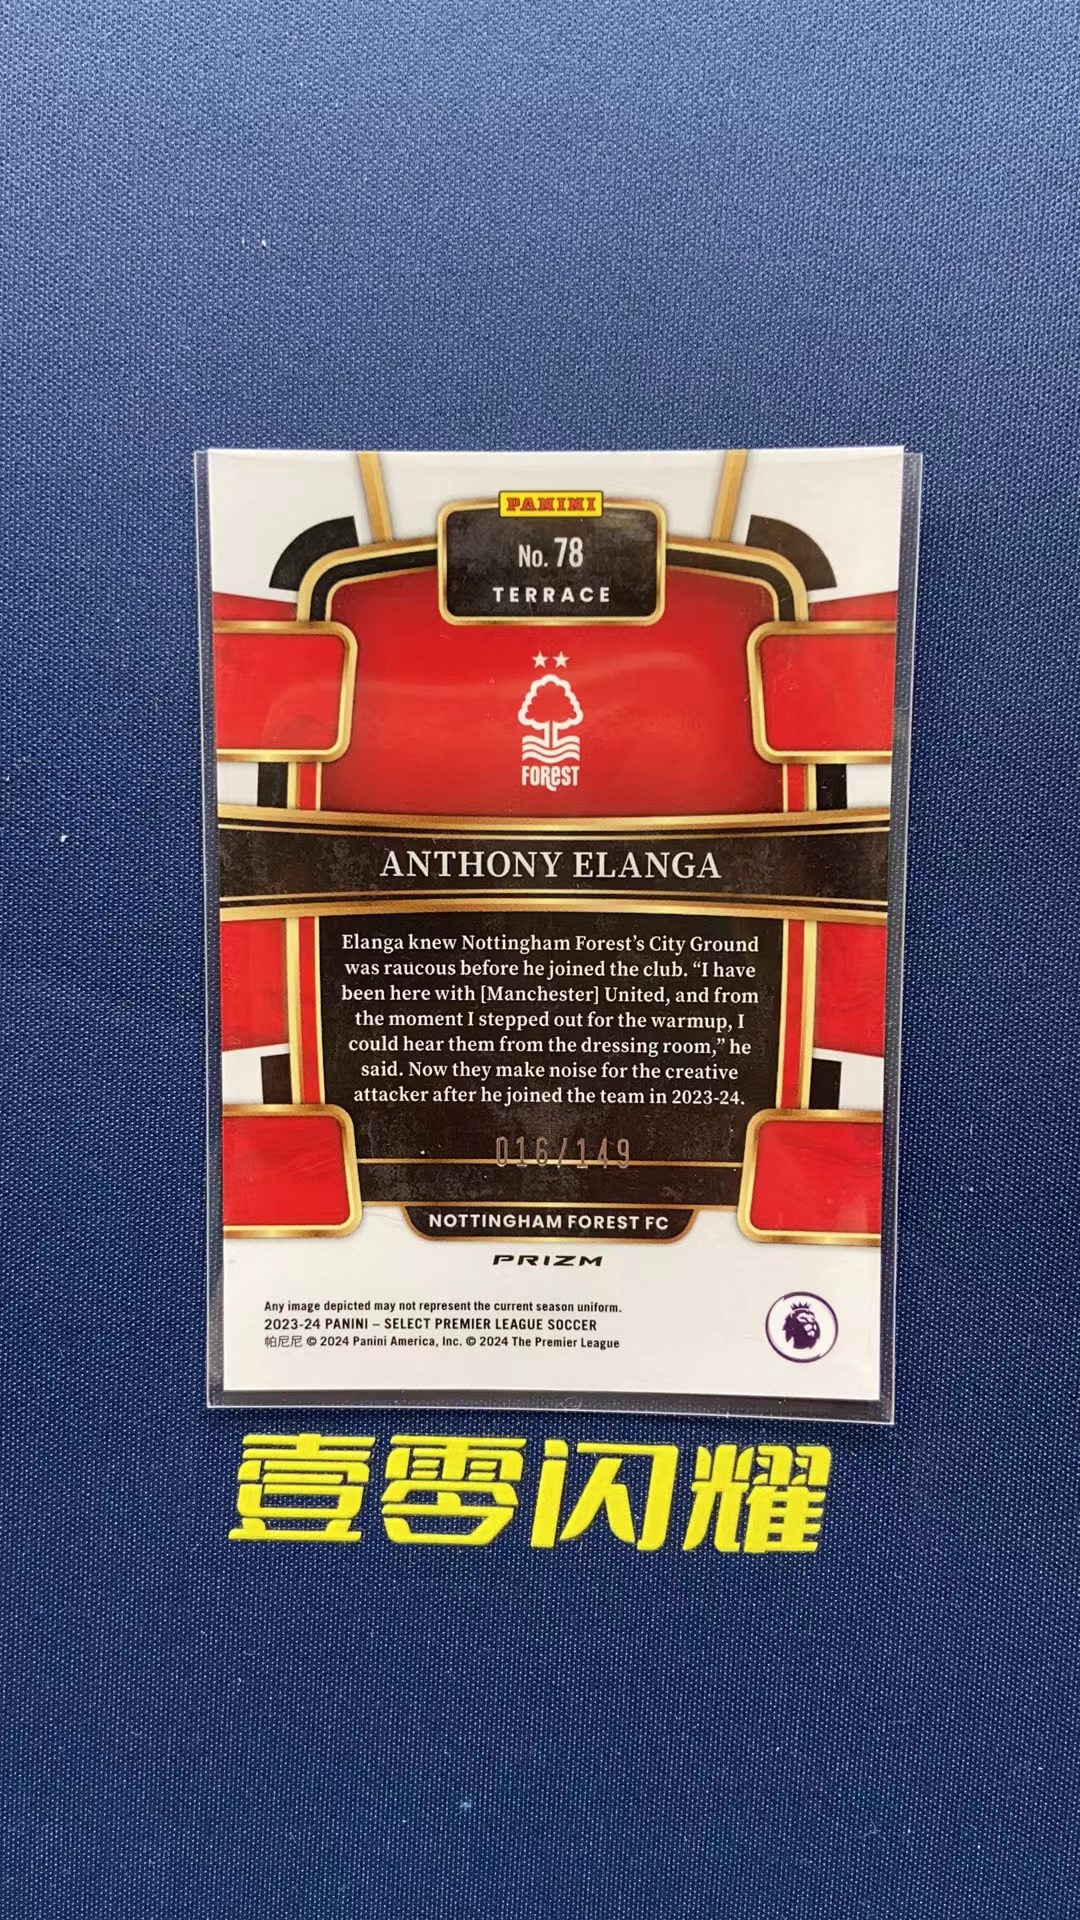 PANINI
No. 78
TERRACE
FOREST
ANTHONY ELANGA
Elanga knew Nottingham Forest's City Ground
was raucous before he joined the club. “I have
been here with [Manchester] United, and from
the moment I stepped out for the warmup, I
could hear them from the dressing room,” he
said. Now they make noise for the creative
attacker after he joined the team in 2023-24.
016/149
NOTTINGHAM FOREST FC
PRIZM
Any image depicted may not represent the current season uniform.
2023-24 PANINI – SELECT PREMIER LEAGUE SOCCER
帕尼尼 © 2024 Panini America, Inc. © 2024 The Premier League
壹零闪耀